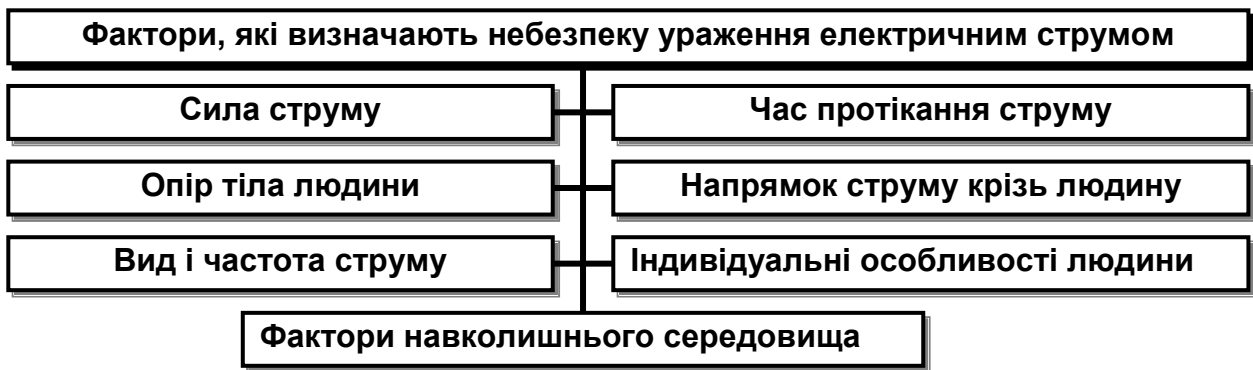 Фактори, які визначають небезпеку ураження електричним струмом
Сила струму
Час протікання струму
Опір тіла людини
Напрямок струму крізь людину
Вид і частота струму
Індивідуальні особливості людини
Фактори навколишнього середовища